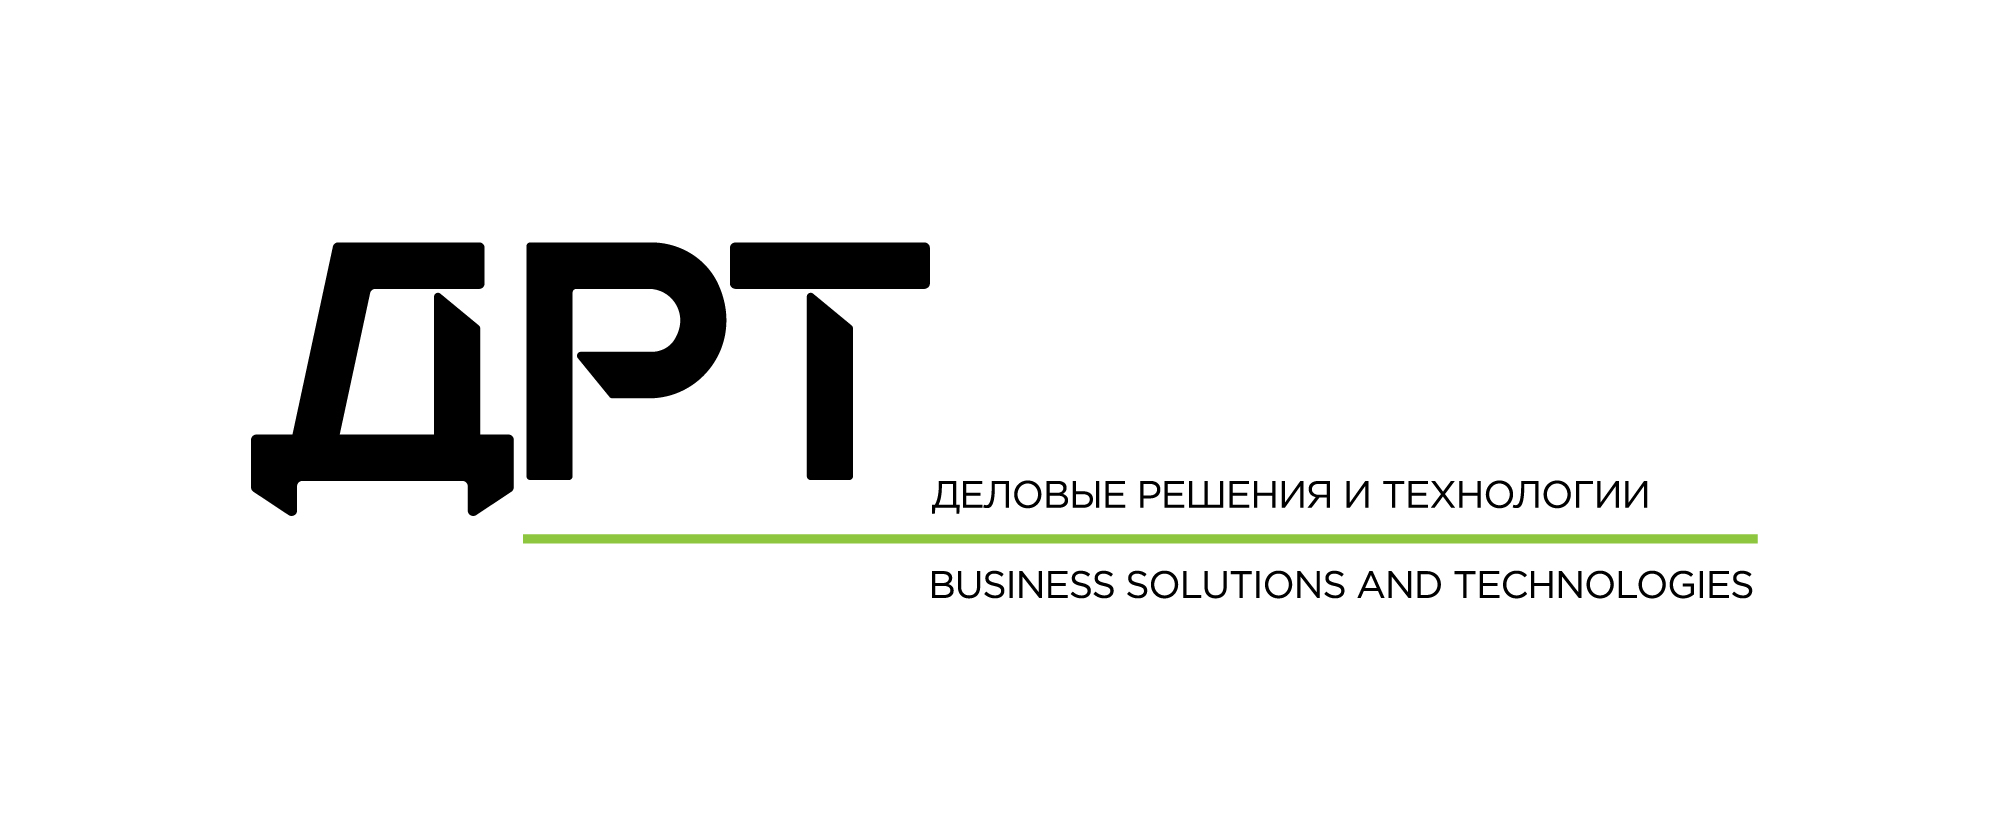 ДРТ
ДЕЛОВЫЕ РЕШЕНИЯ И ТЕХНОЛОГИИ
BUSINESS SOLUTIONS AND TECHNOLOGIES